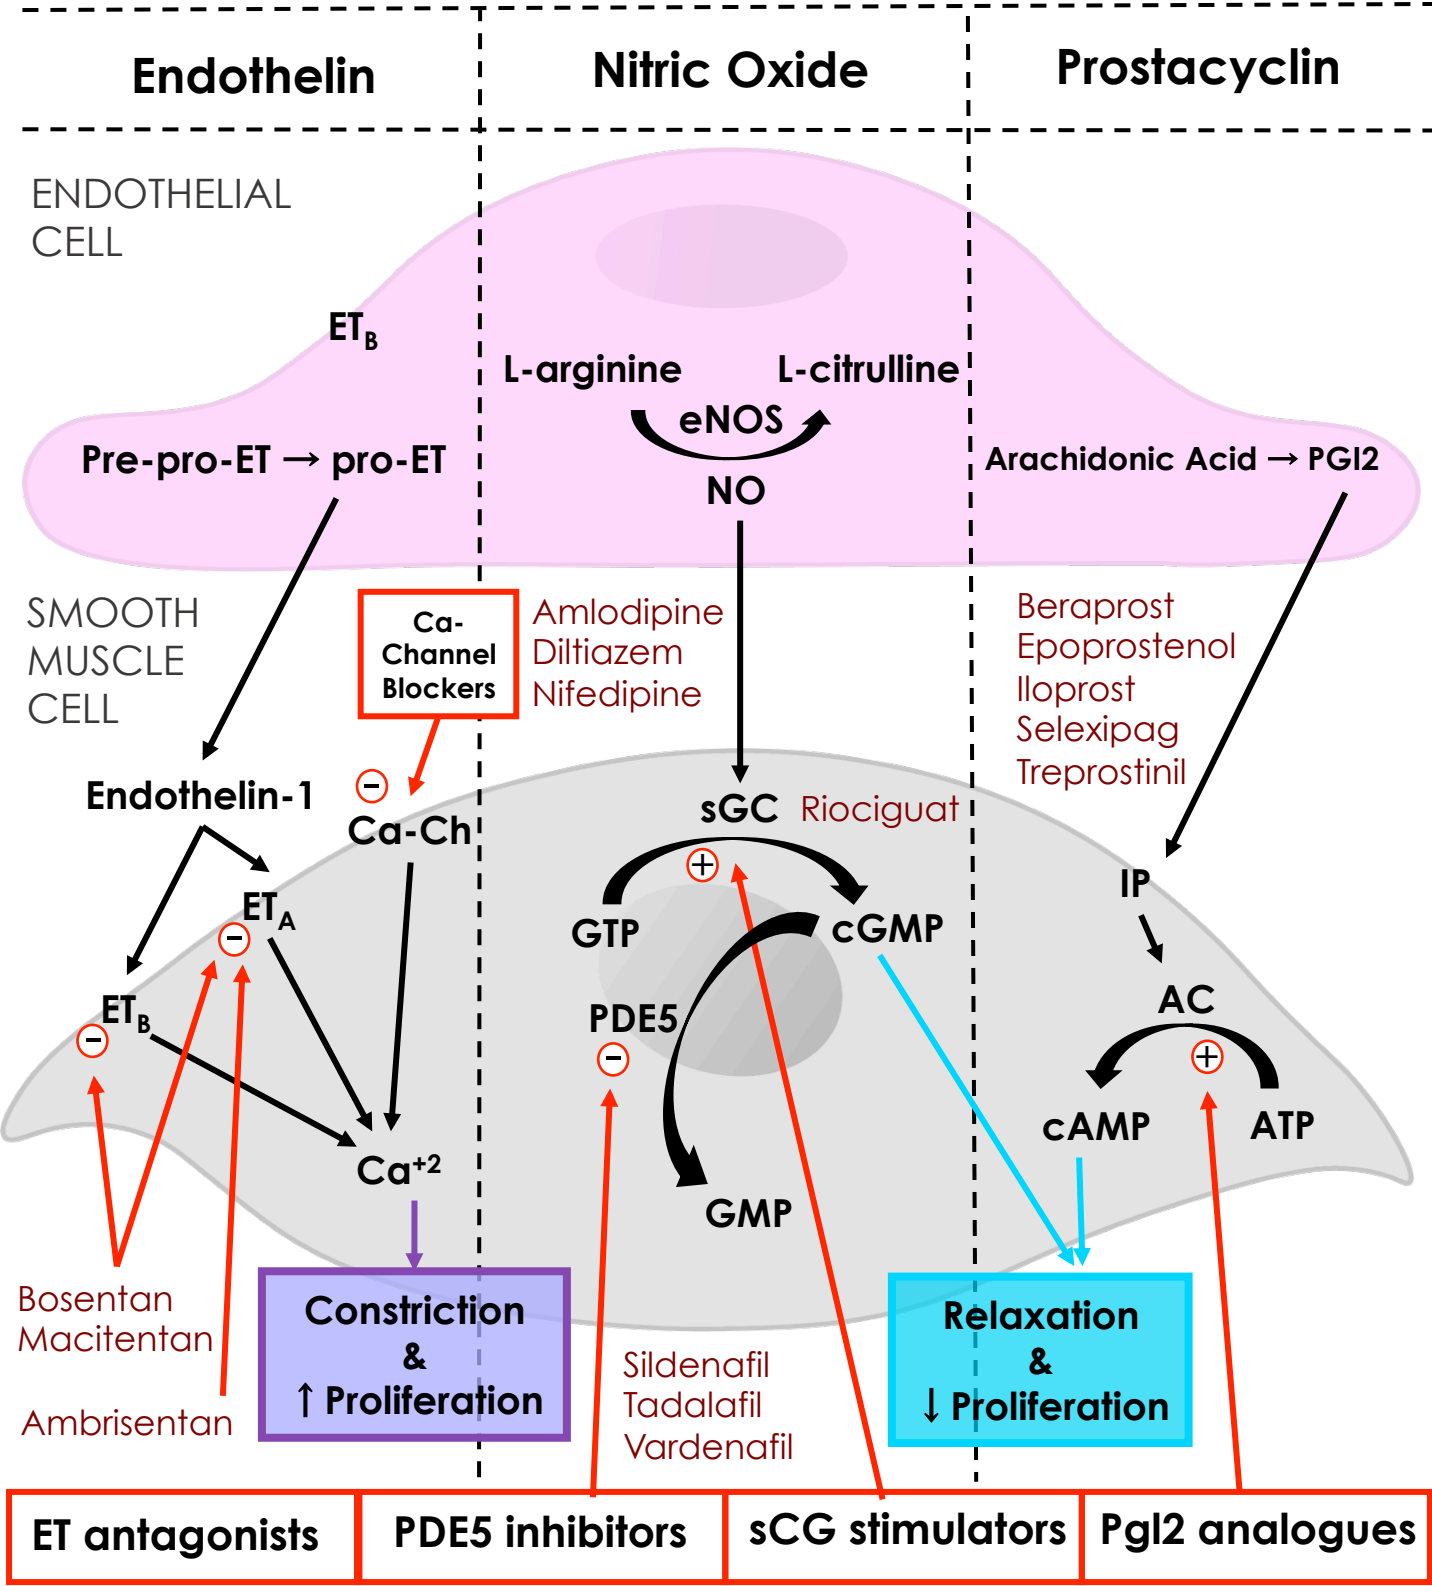 Endothelin
Nitric Oxide
Prostacyclin
ENDOTHELIAL
CELL
ET_B
L-arginine
L-citrulline
eNOS
NO
Pre-pro-ET → pro-ET
Arachidonic Acid → PGI2
SMOOTH
MUSCLE
CELL
Ca-
Channel
Blockers
Amlodipine
Diltiazem
Nifedipine
Beraprost
Epoprostenol
Iloprost
Selexipag
Treprostinil
Endothelin-1
−
Ca-Ch
sGC
Riociguat
+
GTP
cGMP
IP
ET_A
−
ET_B
−
PDE5
−
AC
+
cAMP
ATP
Ca⁺²
GMP
Bosentan
Macitentan
Ambrisentan
Constriction
&
↑ Proliferation
Sildenafil
Tadalafil
Vardenafil
Relaxation
&
↓ Proliferation
ET antagonists
PDE5 inhibitors
sCG stimulators
PgI2 analogues